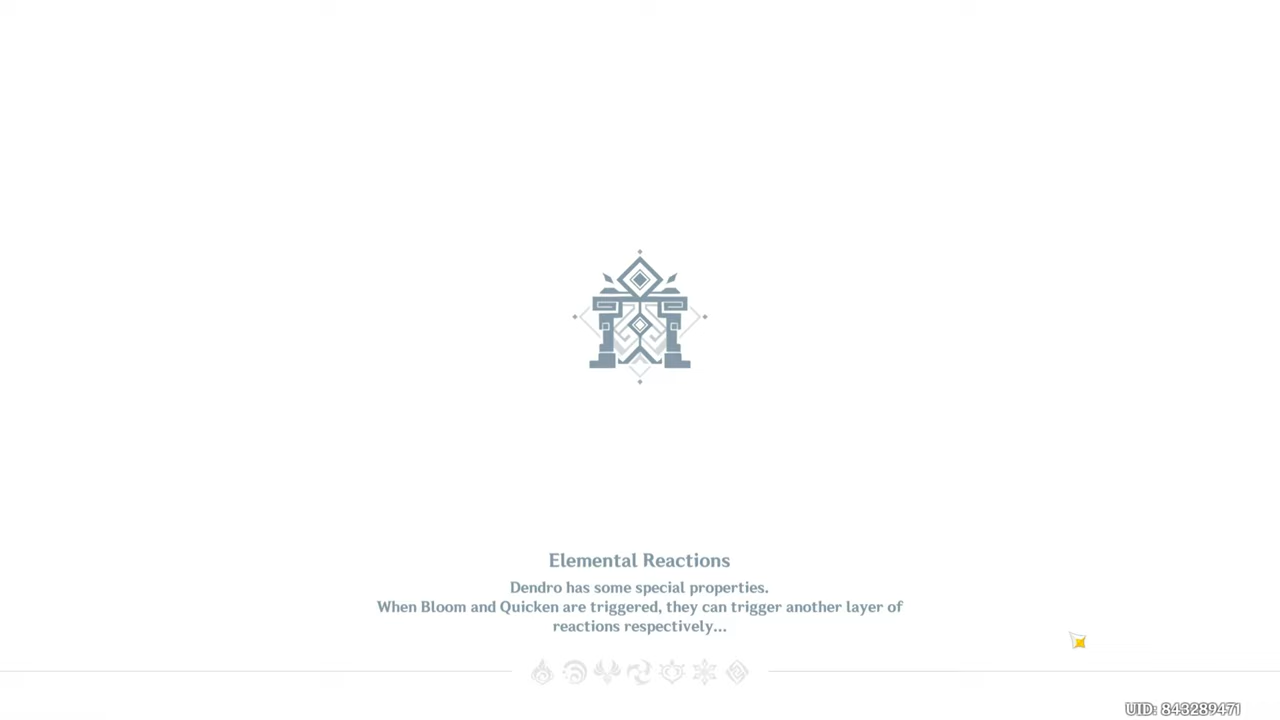 Elemental Reactions
Dendro has some special properties.
When Bloom and Quicken are triggered, they can trigger another layer of
reactions respectively...
UID: 843289471